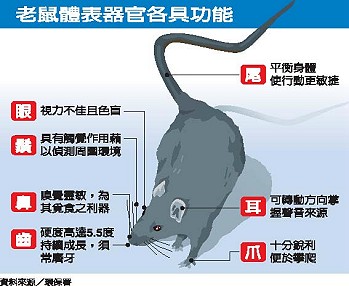 老鼠體表器官各具功能
尾
平衡身體
使行動更敏捷
眼
視力不佳且色盲
鬚
具有觸覺作用藉
以偵測周圍環境
鼻
嗅覺靈敏，為
其覓食之利器
齒
硬度高達5.5度
持續成長，須
常磨牙
耳
可轉動方向掌
握聲音來源
爪
十分銳利
便於攀爬
資料來源／環保署